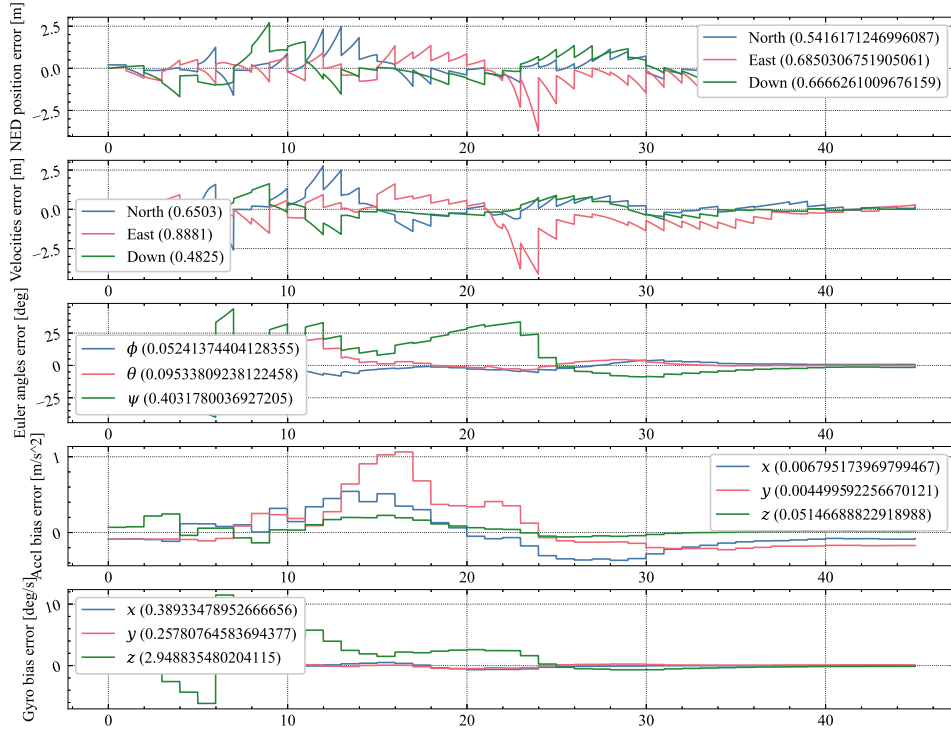 NED position error [m]
2.5
0.0
−2.5
North (0.5416171246996087)
East (0.6850306751905061)
Down (0.6666261009676159)
0 10 20 30 40
Velocities error [m]
2.5
0.0
−2.5
North (0.6503)
East (0.8881)
Down (0.4825)
0 10 20 30 40
Euler angles error [deg]
25
0
−25
ϕ (0.05241374404128355)
θ (0.09533809238122458)
ψ (0.4031780036927205)
0 10 20 30 40
Accl bias error [m/s^2]
1
0
x (0.006795173969799467)
y (0.004499592256670121)
z (0.05146688822918988)
0 10 20 30 40
Gyro bias error [deg/s]
10
0
x (0.38933478952666656)
y (0.25780764583694377)
z (2.948835480204115)
0 10 20 30 40